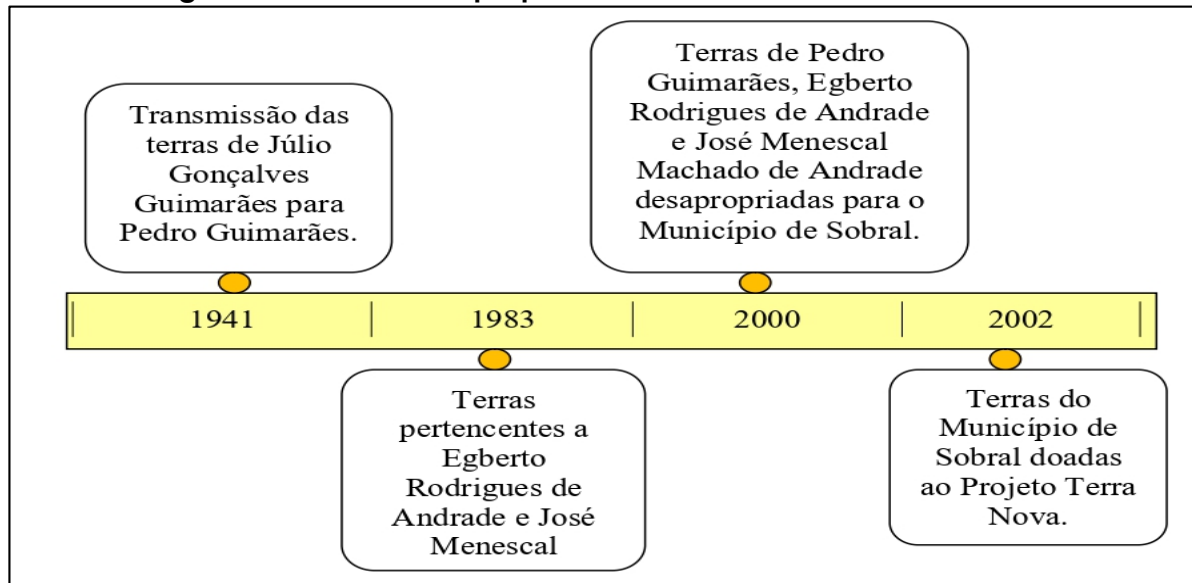 Transmissão das
terras de Júlio
Gonçalves
Guimarães para
Pedro Guimarães.
Terras de Pedro
Guimarães, Egberto
Rodrigues de Andrade
e José Menescal
Machado de Andrade
desapropriadas para o
Município de Sobral.
1941
1983
2000
2002
Terras
pertencentes a
Egberto
Rodrigues de
Andrade e José
Menescal
Terras do
Município de
Sobral doadas
ao Projeto Terra
Nova.